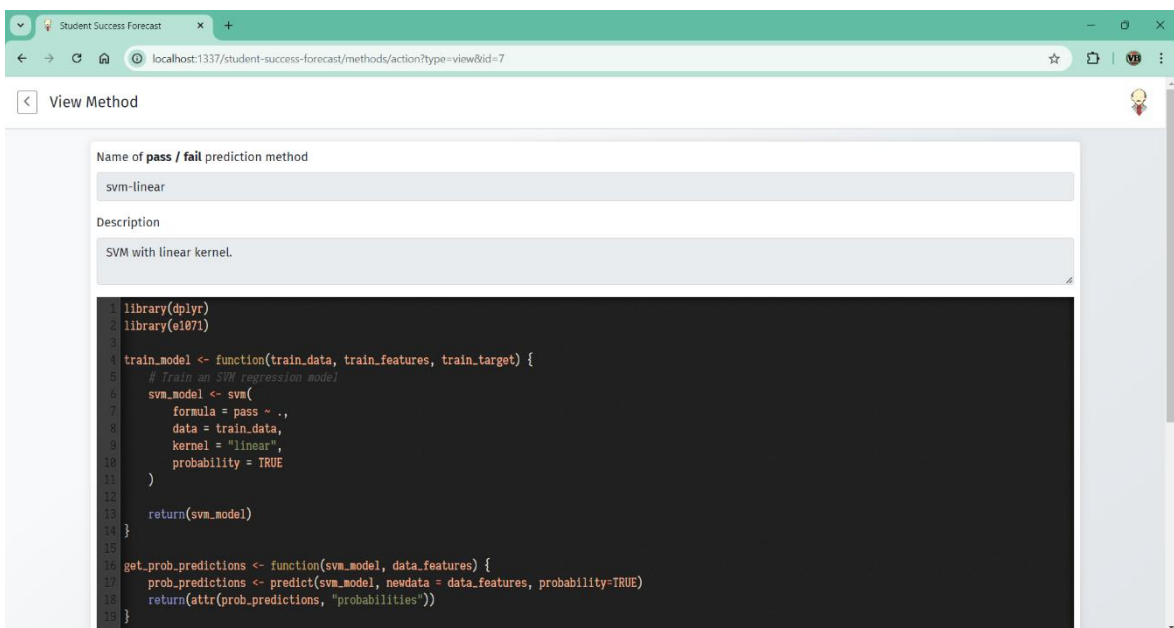 Student Success Forecast
localhost:1337/student-success-forecast/methods/action?type=view&id=7
VB
View Method
Name of pass / fail prediction method
svm-linear
Description
SVM with linear kernel.
1 library(dplyr)
2 library(e1071)
3
4 train_model <- function(train_data, train_features, train_target) {
5 # Train an SVM regression model
6 svm_model <- svm(
7 formula = pass ~ .,
8 data = train_data,
9 kernel = "linear",
10 probability = TRUE
11 )
12
13 return(svm_model)
14 }
15
16 get_prob_predictions <- function(svm_model, data_features) {
17 prob_predictions <- predict(svm_model, newdata = data_features, probability=TRUE)
18 return(attr(prob_predictions, "probabilities"))
19 }